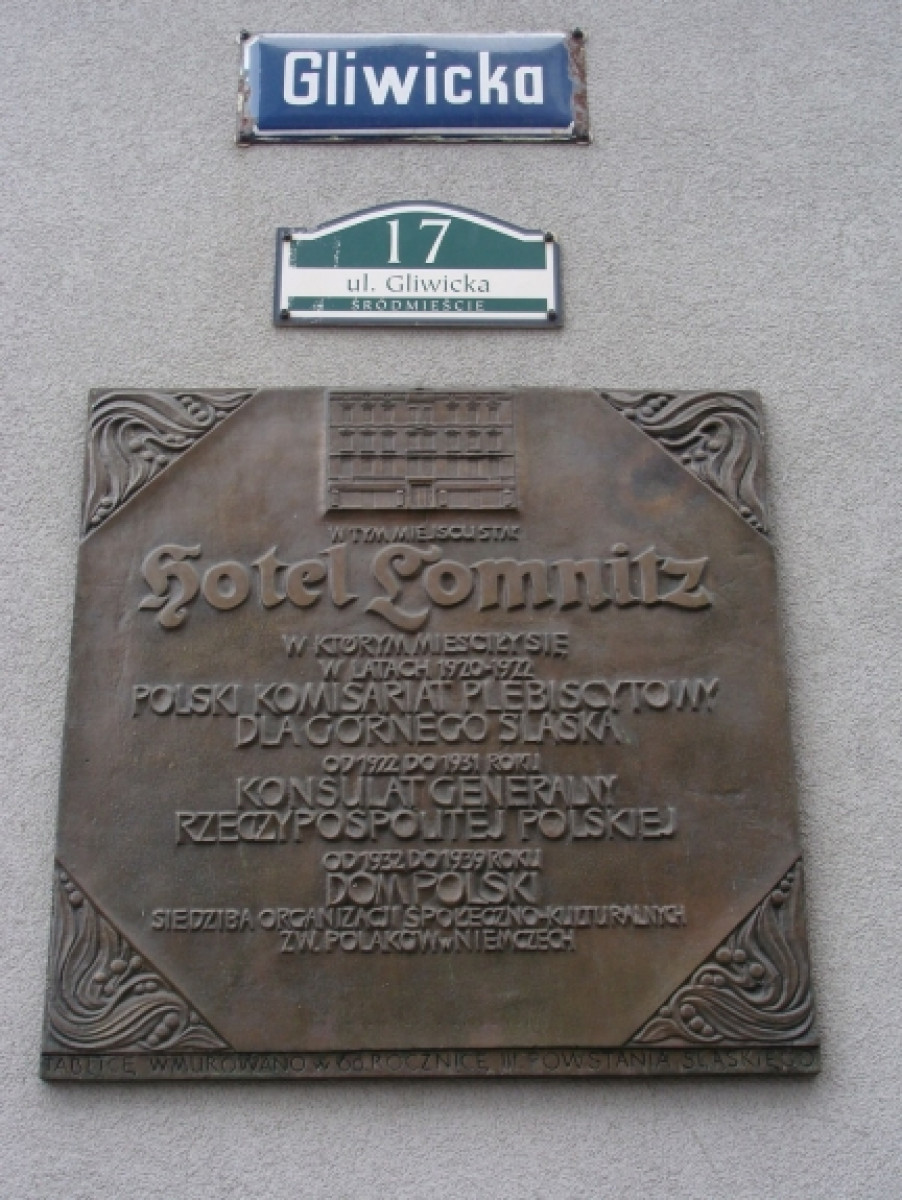 Gliwicka
17
ul. Gliwicka
ŚRÓDMIEŚCIE
W TYM MIEJSCU STAŁ
Hotel Lomnitz
W KTÓRYM MIEŚCIŁY SIĘ
W LATACH 1920-1922
POLSKI KOMISARIAT PLEBISCYTOWY
DLA GÓRNEGO ŚLĄSKA
OD 1922 DO 1931 ROKU
KONSULAT GENERALNY
RZECZYPOSPOLITEJ POLSKIEJ
OD 1932 DO 1939 ROKU
DOM POLSKI
SIEDZIBA ORGANIZACJI SPOŁECZNO-KULTURALNYCH
ZW. POLAKÓW W NIEMCZECH
TABLICĘ WMUROWANO W 60 ROCZNICĘ III POWSTANIA ŚLĄSKIEGO